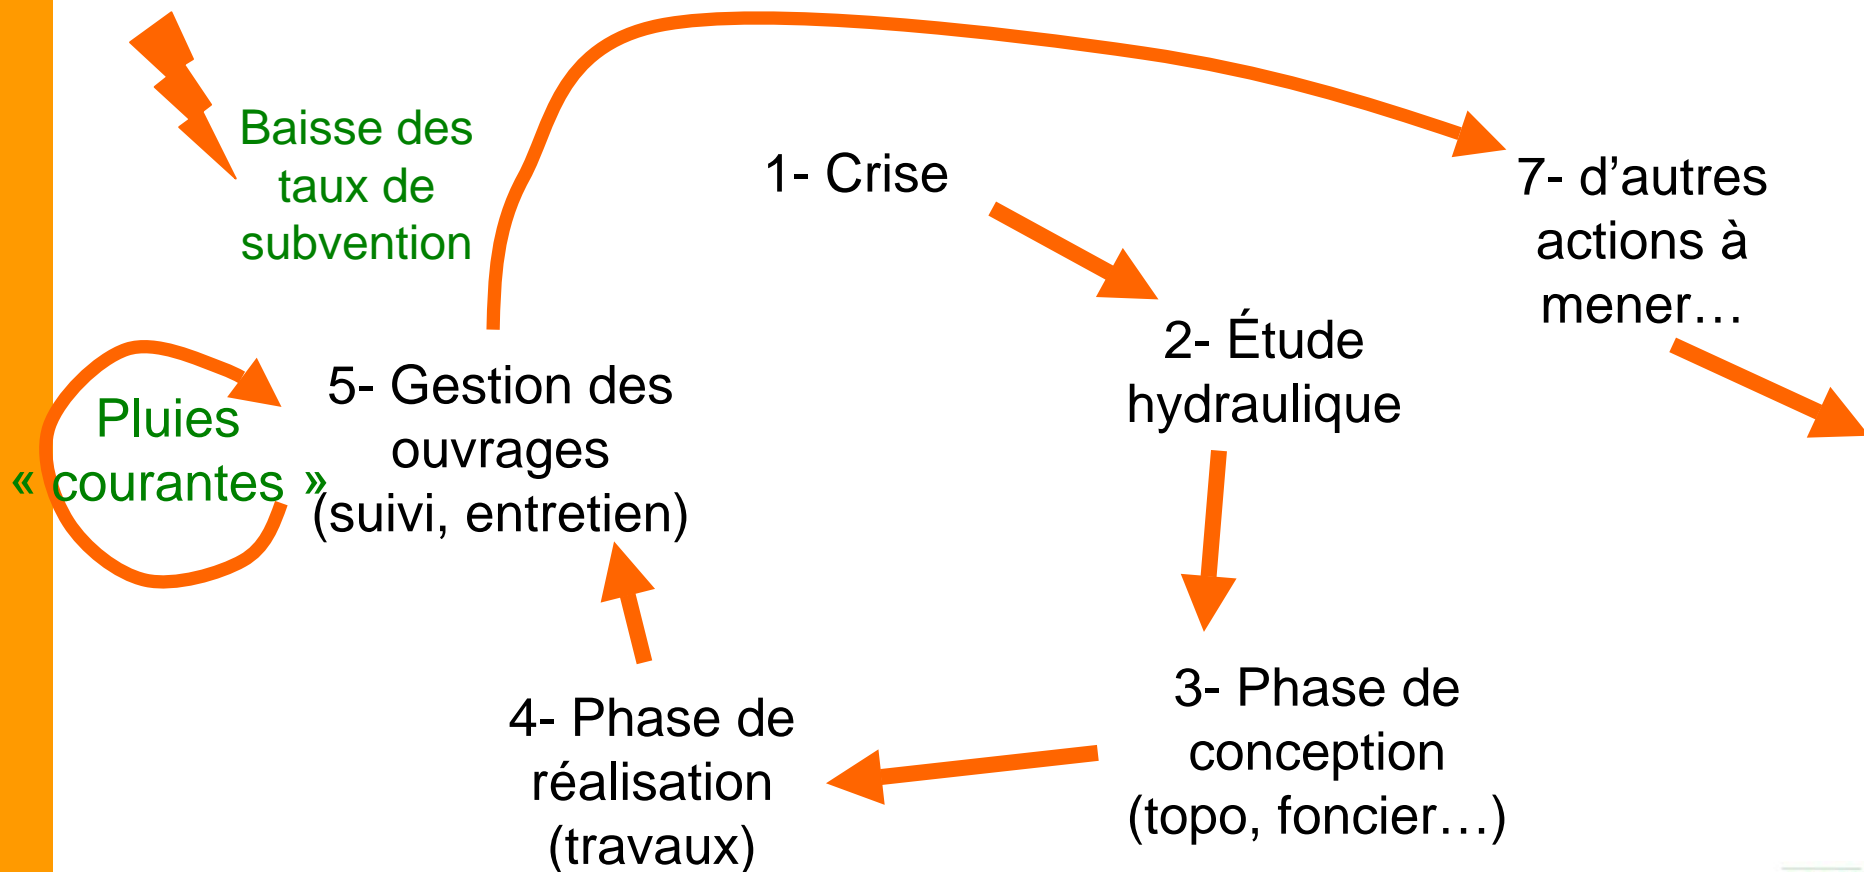 Baisse des
taux de
subvention
1- Crise
7- d’autres
actions à
mener…
2- Étude
hydraulique
Pluies
« courantes »
5- Gestion des
ouvrages
(suivi, entretien)
3- Phase de
conception
(topo, foncier…)
4- Phase de
réalisation
(travaux)